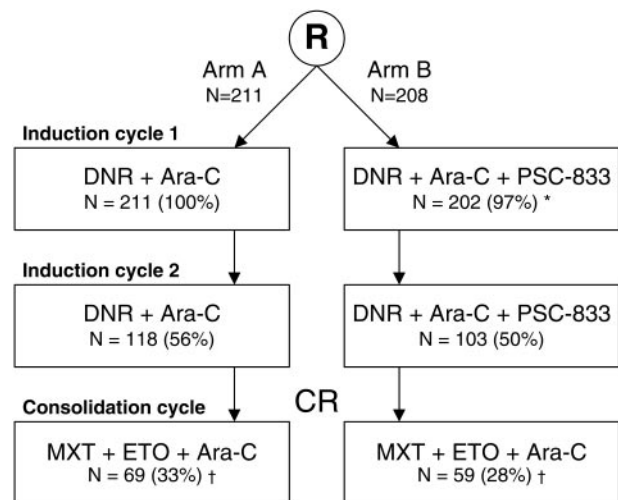 R
Arm A
N=211
Arm B
N=208
Induction cycle 1
DNR + Ara-C
N = 211 (100%)
DNR + Ara-C + PSC-833
N = 202 (97%) *
Induction cycle 2
DNR + Ara-C
N = 118 (56%)
DNR + Ara-C + PSC-833
N = 103 (50%)
Consolidation cycle
CR
MXT + ETO + Ara-C
N = 69 (33%) †
MXT + ETO + Ara-C
N = 59 (28%) †